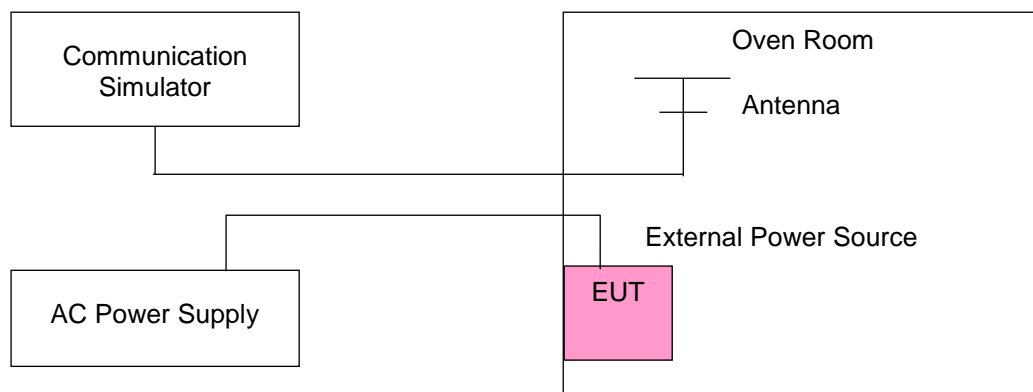 Communication
Simulator
Oven Room
Antenna
External Power Source
EUT
AC Power Supply